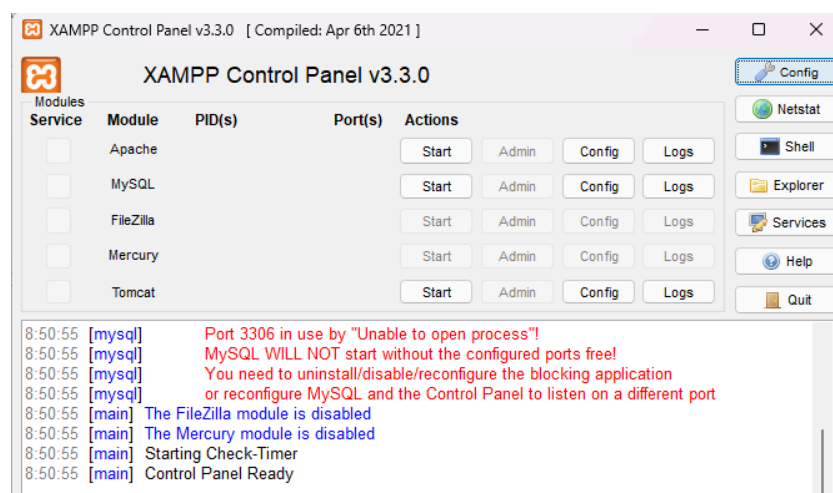 XAMPP Control Panel v3.3.0 [ Compiled: Apr 6th 2021 ]
XAMPP Control Panel v3.3.0
Config
Modules
Service Module PID(s) Port(s) Actions
Netstat
Apache Start Admin Config Logs
Shell
MySQL Start Admin Config Logs
Explorer
FileZilla Start Admin Config Logs
Services
Mercury Start Admin Config Logs
Help
Tomcat Start Admin Config Logs
Quit
8:50:55 [mysql] Port 3306 in use by "Unable to open process"!
8:50:55 [mysql] MySQL WILL NOT start without the configured ports free!
8:50:55 [mysql] You need to uninstall/disable/reconfigure the blocking application
8:50:55 [mysql] or reconfigure MySQL and the Control Panel to listen on a different port
8:50:55 [main] The FileZilla module is disabled
8:50:55 [main] The Mercury module is disabled
8:50:55 [main] Starting Check-Timer
8:50:55 [main] Control Panel Ready